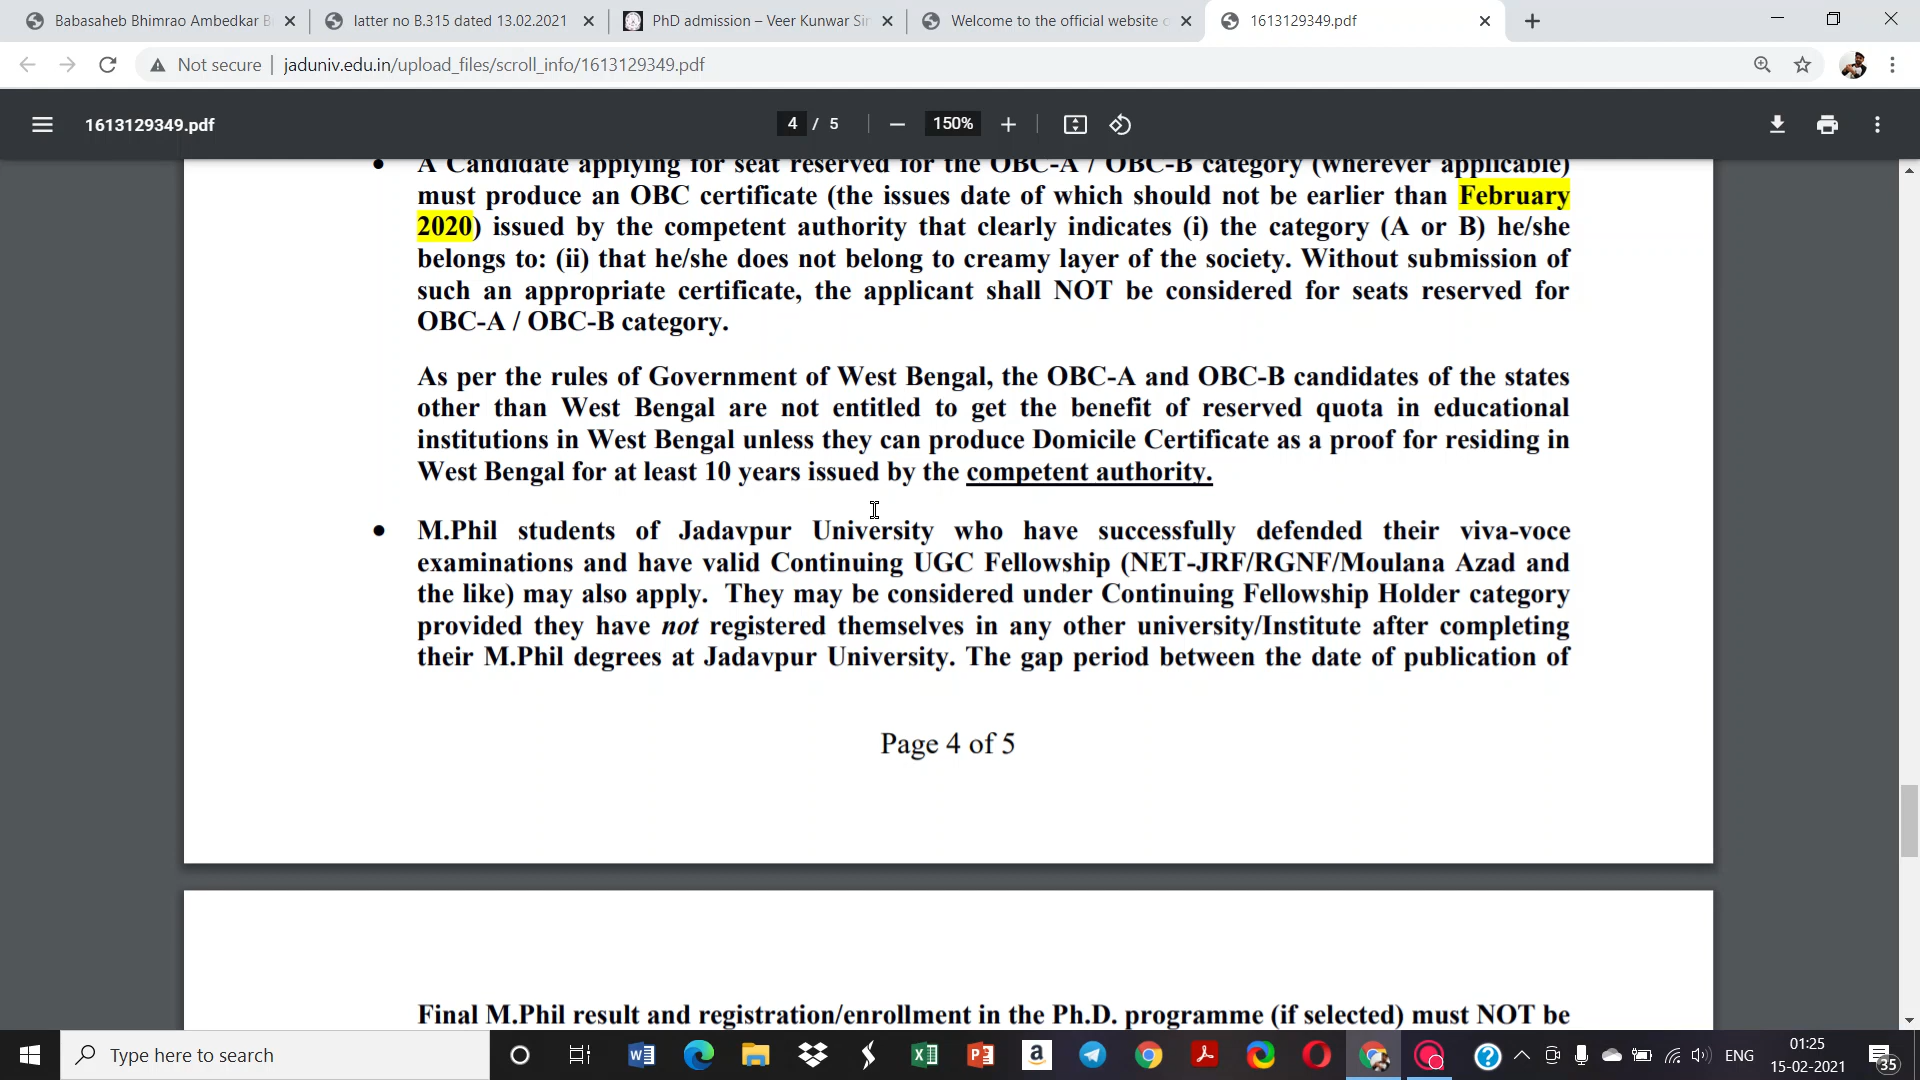 Babasaheb Bhimrao Ambedkar B
latter no B.315 dated 13.02.2021
PhD admission – Veer Kunwar Sin
Welcome to the official website o
1613129349.pdf
Not secure
jaduniv.edu.in/upload_files/scroll_info/1613129349.pdf
1613129349.pdf
4 / 5
150%
A Candidate applying for seat reserved for the OBC-A / OBC-B category (wherever applicable)
must produce an OBC certificate (the issues date of which should not be earlier than February
2020) issued by the competent authority that clearly indicates (i) the category (A or B) he/she
belongs to: (ii) that he/she does not belong to creamy layer of the society. Without submission of
such an appropriate certificate, the applicant shall NOT be considered for seats reserved for
OBC-A / OBC-B category.
As per the rules of Government of West Bengal, the OBC-A and OBC-B candidates of the states
other than West Bengal are not entitled to get the benefit of reserved quota in educational
institutions in West Bengal unless they can produce Domicile Certificate as a proof for residing in
West Bengal for at least 10 years issued by the competent authority.
• M.Phil students of Jadavpur University who have successfully defended their viva-voce
examinations and have valid Continuing UGC Fellowship (NET-JRF/RGNF/Moulana Azad and
the like) may also apply. They may be considered under Continuing Fellowship Holder category
provided they have not registered themselves in any other university/Institute after completing
their M.Phil degrees at Jadavpur University. The gap period between the date of publication of
Page 4 of 5
Final M.Phil result and registration/enrollment in the Ph.D. programme (if selected) must NOT be
Type here to search
ENG
01:25
15-02-2021
35